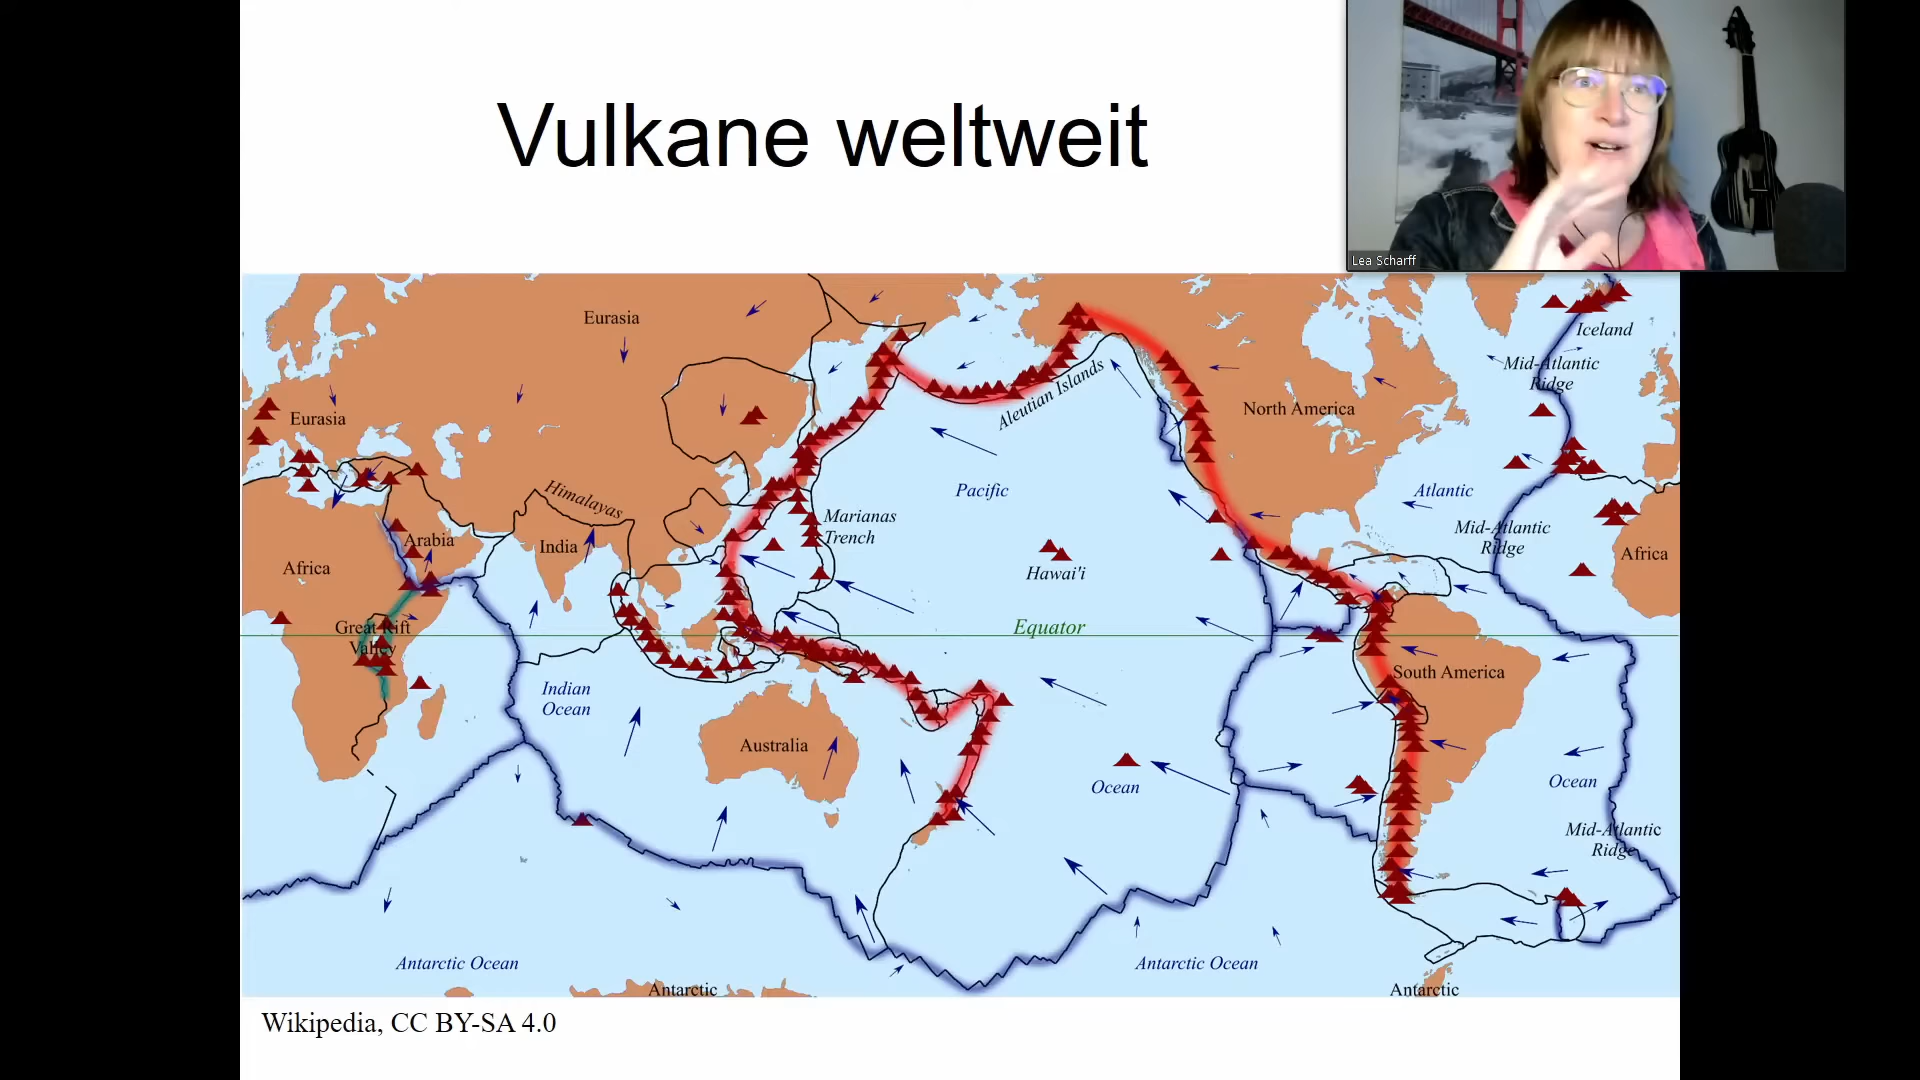 Vulkane weltweit
Lea Scharff
Eurasia
Iceland
Mid-Atlantic
Ridge
Aleutian Islands
North America
Eurasia
Himalayas
Pacific
Atlantic
Marianas
Trench
Mid-Atlantic
Ridge
Arabia
India
Africa
Hawai'i
Africa
Great Rift
Valley
Equator
South America
Indian
Ocean
Australia
Ocean
Ocean
Mid-Atlantic
Ridge
Antarctic Ocean
Antarctic Ocean
Antarctic
Antarctic
Wikipedia, CC BY-SA 4.0